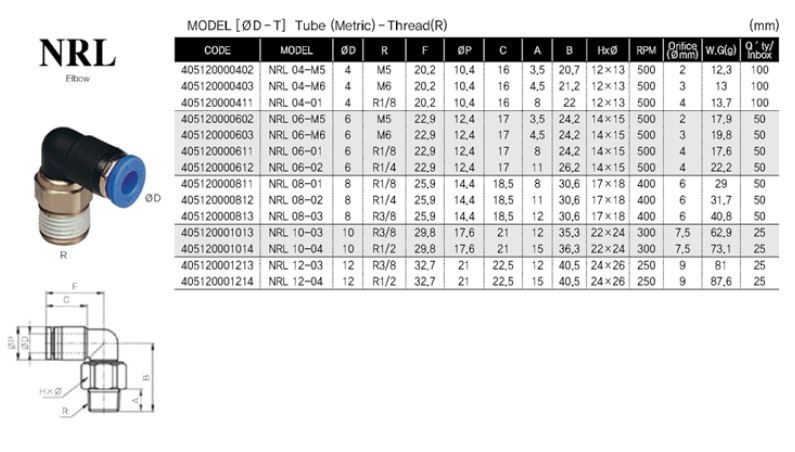 MODEL [ØD-T] Tube (Metric)-Thread(R) (mm)
NRL
Elbow
CODE MODEL ØD R F ØP C A B HxØ RPM Orifice (Ømm) W.G(g) Q´ty/Inbox
405120000402 NRL 04-M5 4 M5 20,2 10,4 16 3,5 20,7 12×13 500 2 12,3 100
405120000403 NRL 04-M6 4 M6 20,2 10,4 16 4,5 21,2 12×13 500 3 13 100
405120000411 NRL 04-01 4 R1/8 20,2 10,4 16 8 22 12×13 500 4 13,7 100
405120000602 NRL 06-M5 6 M5 22,9 12,4 17 3,5 24,2 14×15 500 2 17,9 50
405120000603 NRL 06-M6 6 M6 22,9 12,4 17 4,5 24,2 14×15 500 3 19,8 50
405120000611 NRL 06-01 6 R1/8 22,9 12,4 17 8 24,2 14×15 500 4 17,6 50
405120000612 NRL 06-02 6 R1/4 22,9 12,4 17 11 26,2 14×15 500 4 22,2 50
405120000811 NRL 08-01 8 R1/8 25,9 14,4 18,5 8 30,6 17×18 400 6 29 50
405120000812 NRL 08-02 8 R1/4 25,9 14,4 18,5 11 30,6 17×18 400 6 31,7 50
405120000813 NRL 08-03 8 R3/8 25,9 14,4 18,5 12 30,6 17×18 400 6 40,8 50
405120001013 NRL 10-03 10 R3/8 29,8 17,6 21 12 35,3 22×24 300 7,5 62,9 25
405120001014 NRL 10-04 10 R1/2 29,8 17,6 21 15 36,3 22×24 300 7,5 73,1 25
405120001213 NRL 12-03 12 R3/8 32,7 21 22,5 12 40,5 24×26 250 9 81 25
405120001214 NRL 12-04 12 R1/2 32,7 21 22,5 15 40,5 24×26 250 9 87,6 25
ØD
R
F
C
ØP
ØD
B
H×Ø
A
R